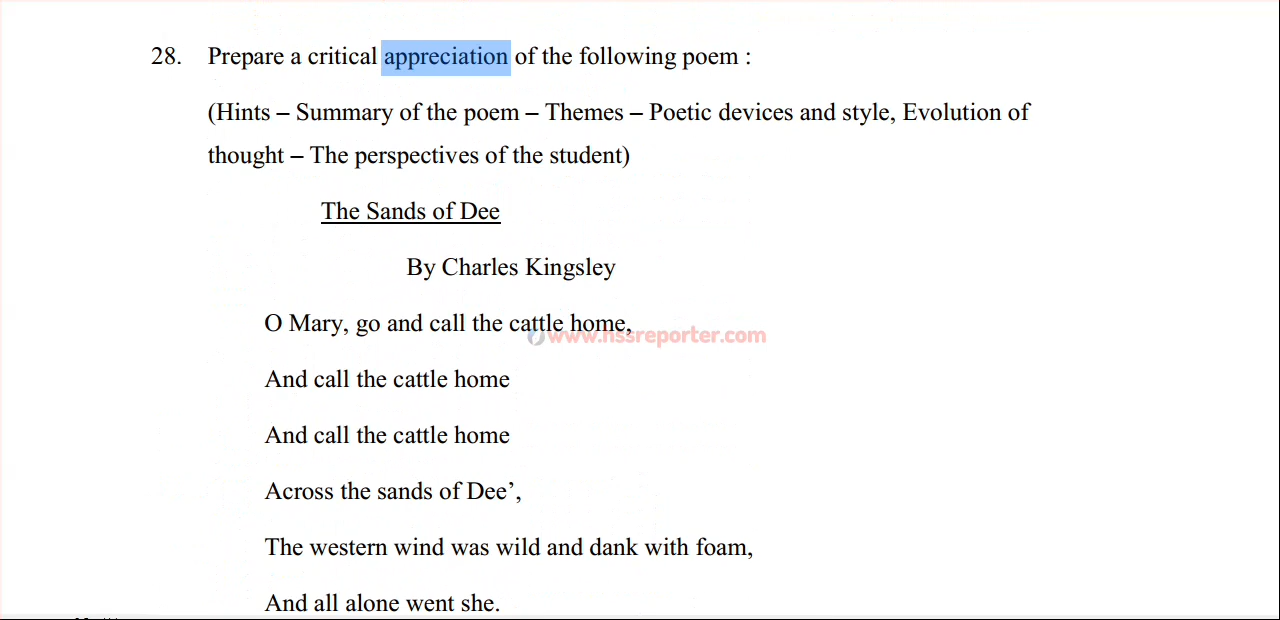 28. Prepare a critical appreciation of the following poem :
(Hints – Summary of the poem – Themes – Poetic devices and style, Evolution of
thought – The perspectives of the student)
The Sands of Dee
By Charles Kingsley
O Mary, go and call the cattle home,
www.hssreporter.com
And call the cattle home
And call the cattle home
Across the sands of Dee’,
The western wind was wild and dank with foam,
And all alone went she.